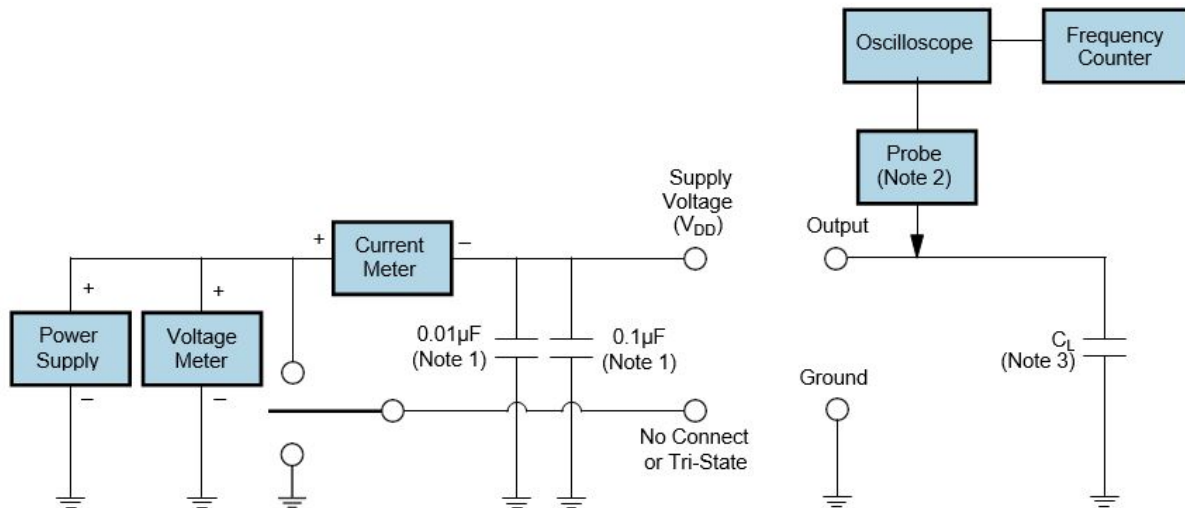 Oscilloscope
Frequency
Counter
Probe
(Note 2)
Supply
Voltage
(VDD)
Output
+
Current
Meter
–
+
+
Power
Supply
Voltage
Meter
0.01µF
(Note 1)
0.1µF
(Note 1)
CL
(Note 3)
–
–
Ground
No Connect
or Tri-State